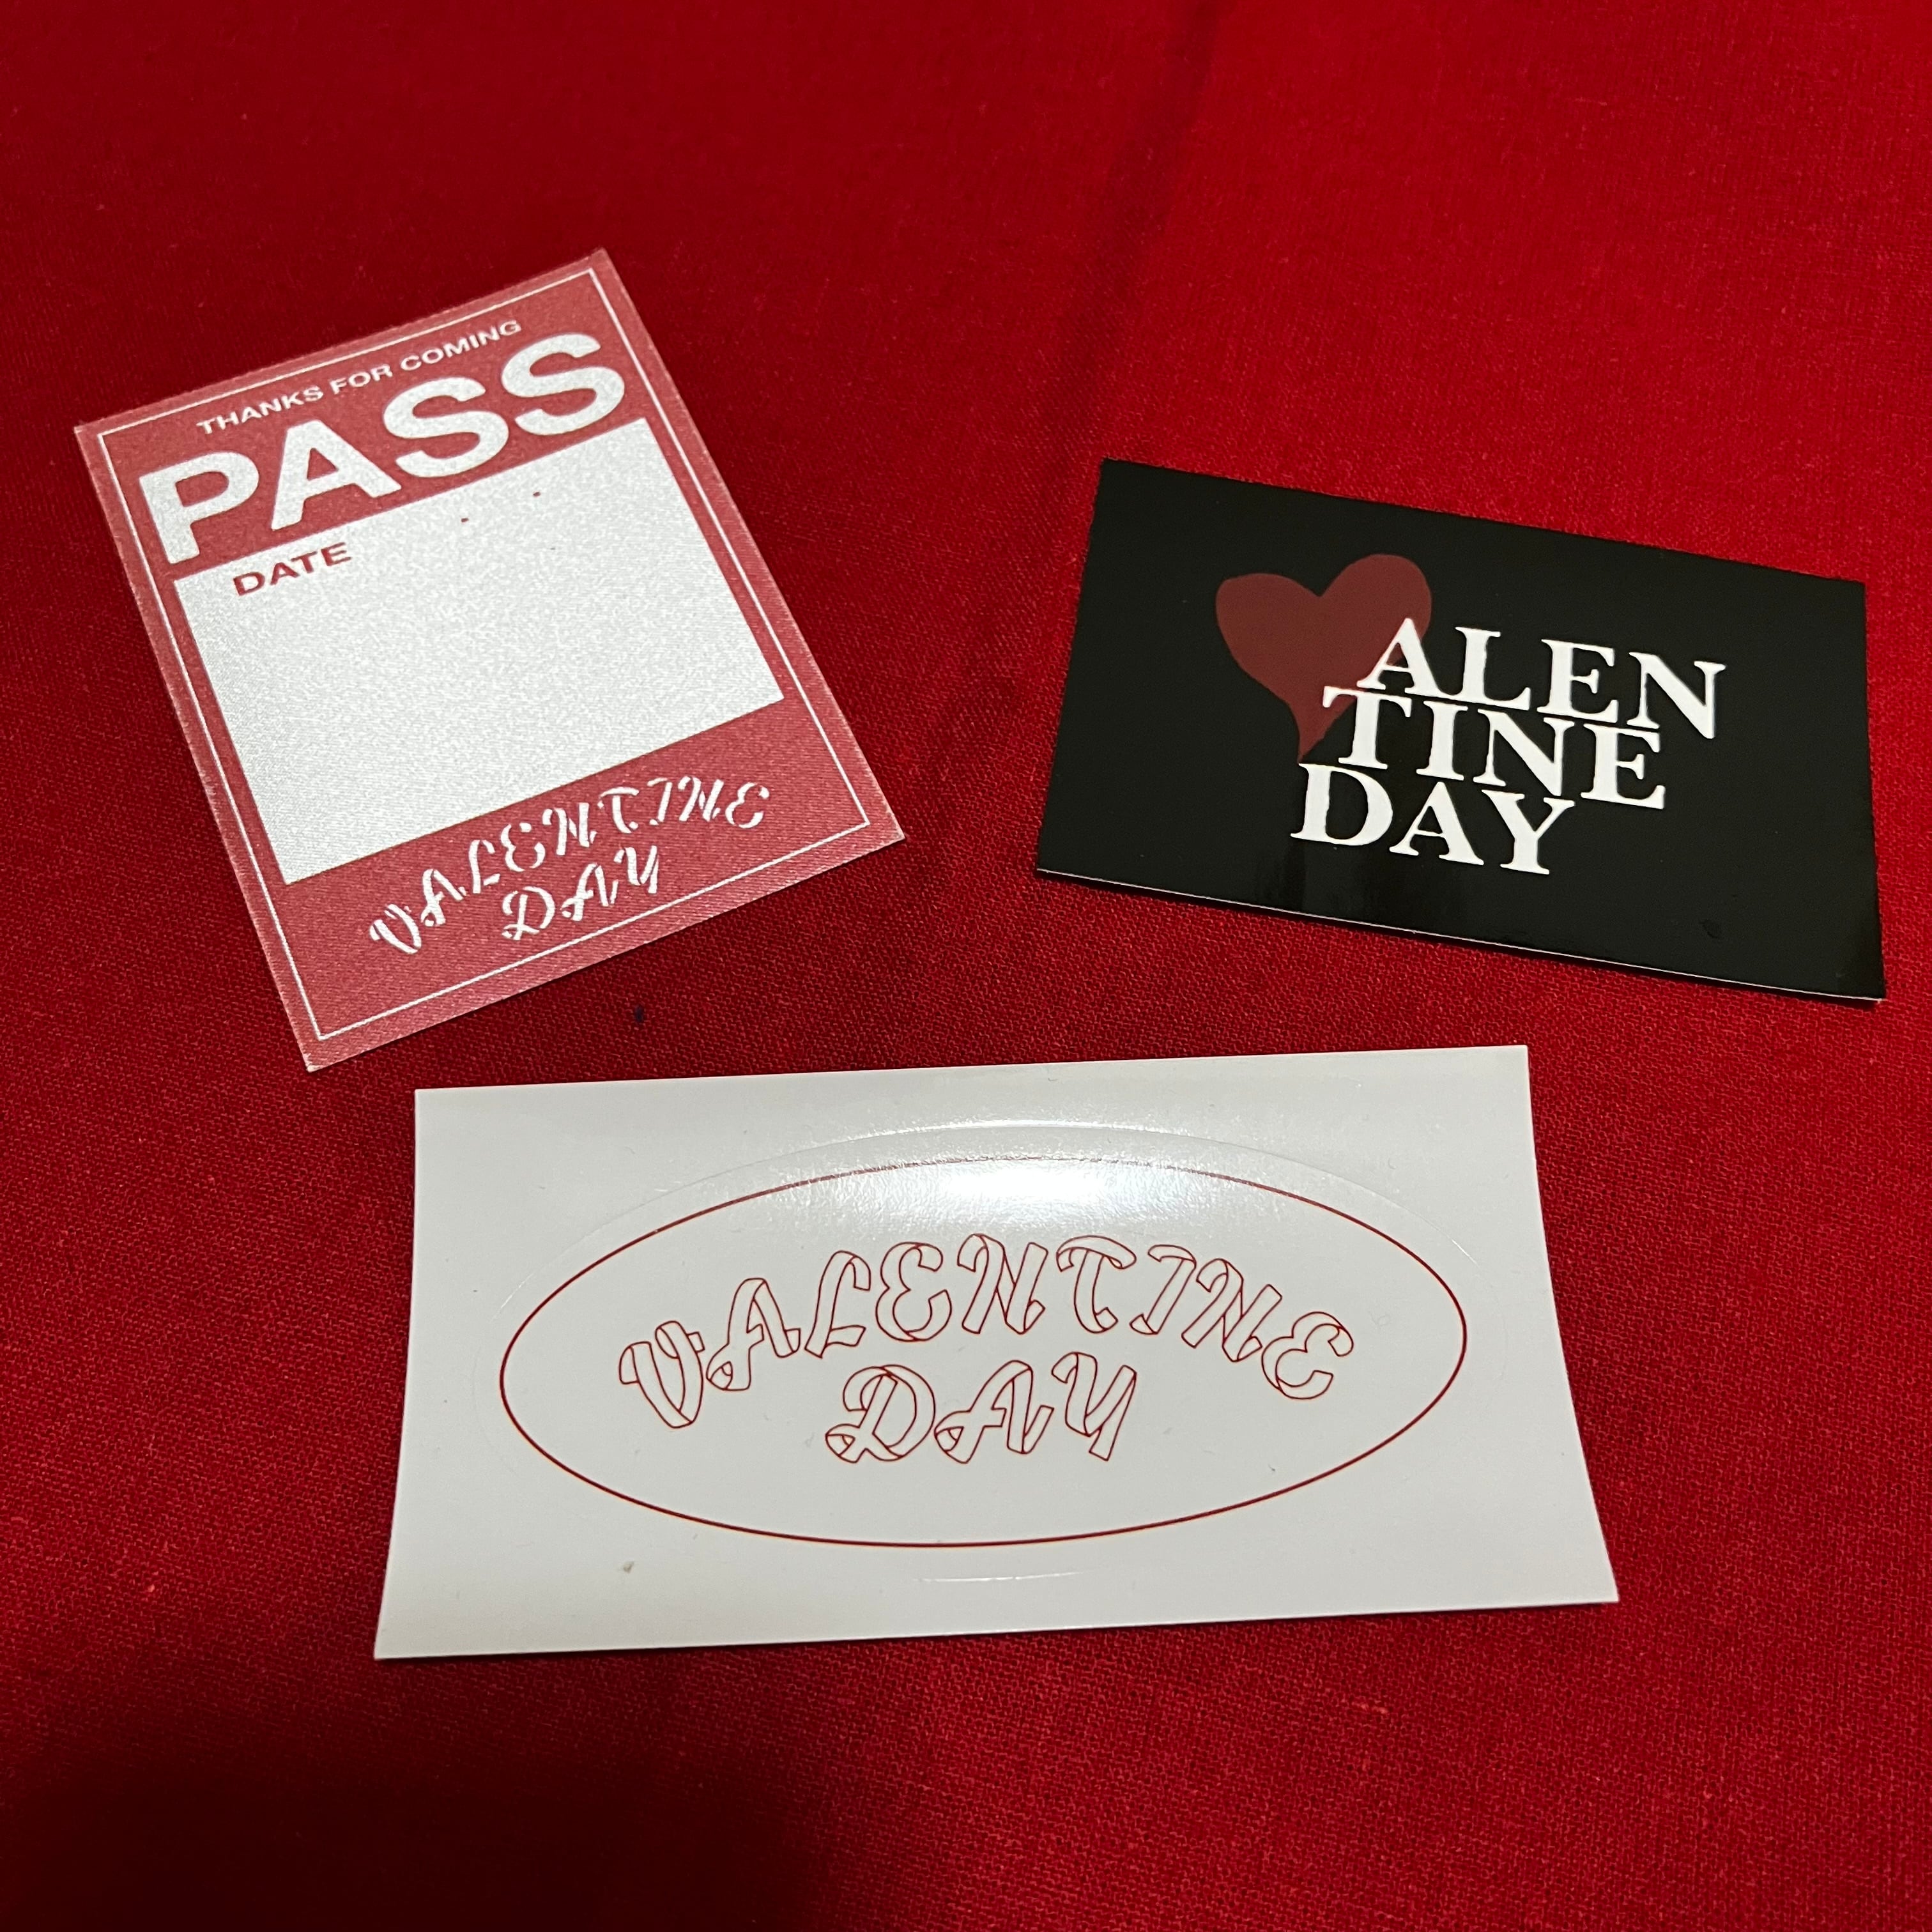 THANKS FOR COMING
PASS
DATE
VALENTINE
DAY
ALEN
TINE
DAY
VALENTINE
DAY